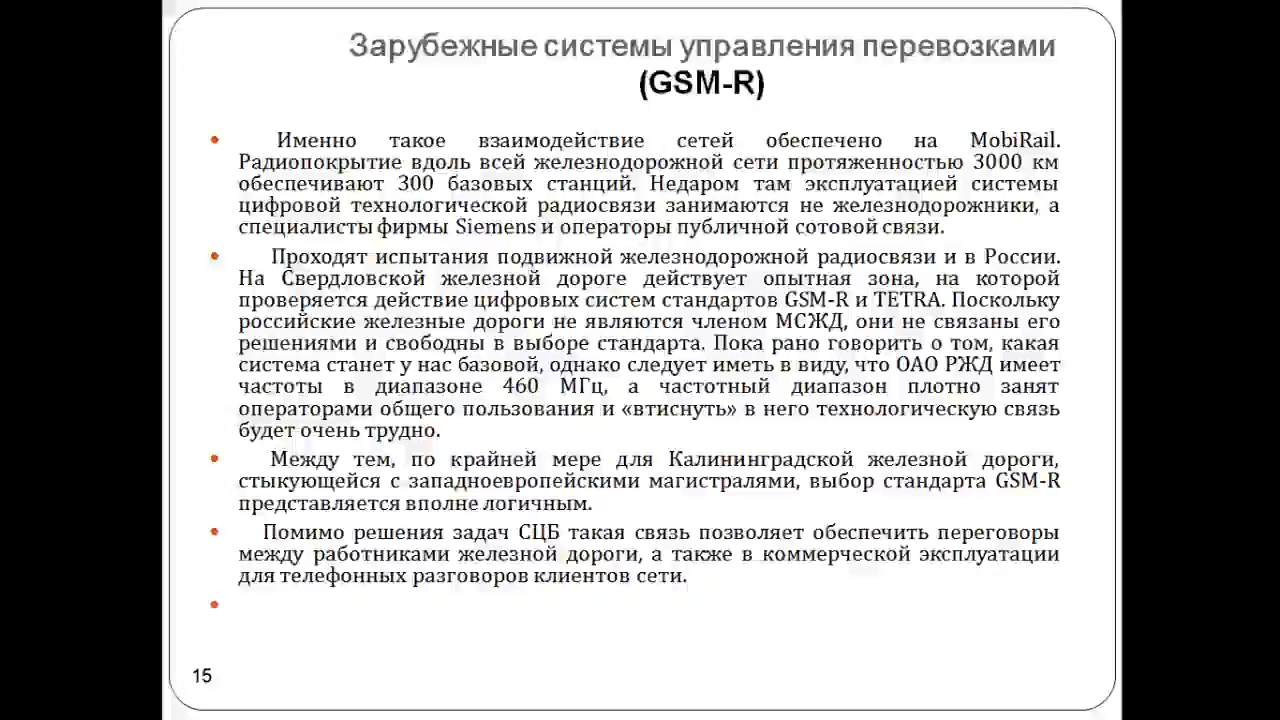 Зарубежные системы управления перевозками
(GSM-R)
• Именно такое взаимодействие сетей обеспечено на MobiRail.
Радиопокрытие вдоль всей железнодорожной сети протяженностью 3000 км
обеспечивают 300 базовых станций. Недаром там эксплуатацией системы
цифровой технологической радиосвязи занимаются не железнодорожники, а
специалисты фирмы Siemens и операторы публичной сотовой связи.
• Проходят испытания подвижной железнодорожной радиосвязи и в России.
На Свердловской железной дороге действует опытная зона, на которой
проверяется действие цифровых систем стандартов GSM-R и TETRA. Поскольку
российские железные дороги не являются членом МСЖД, они не связаны его
решениями и свободны в выборе стандарта. Пока рано говорить о том, какая
система станет у нас базовой, однако следует иметь в виду, что ОАО РЖД имеет
частоты в диапазоне 460 МГц, а частотный диапазон плотно занят
операторами общего пользования и «втиснуть» в него технологическую связь
будет очень трудно.
• Между тем, по крайней мере для Калининградской железной дороги,
стыкующейся с западноевропейскими магистралями, выбор стандарта GSM-R
представляется вполне логичным.
• Помимо решения задач СЦБ такая связь позволяет обеспечить переговоры
между работниками железной дороги, а также в коммерческой эксплуатации
для телефонных разговоров клиентов сети.
•
15